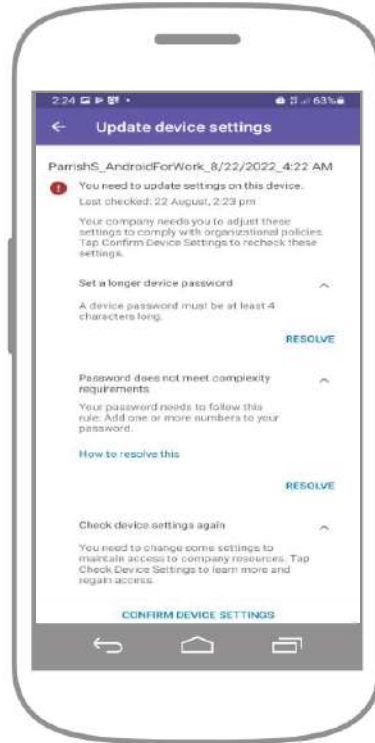 2:24
63%
Update device settings
ParrishS_AndroidForWork_8/22/2022_4:22 AM
You need to update settings on this device.
Last checked: 22 August, 2:23 pm
Your company needs you to adjust these
settings to comply with organizational policies.
Tap Confirm Device Settings to recheck these
settings.
Set a longer device password
A device password must be at least 4
characters long.
RESOLVE
Password does not meet complexity
requirements
Your password needs to follow this
rule: Add one or more numbers to your
password.
How to resolve this
RESOLVE
Check device settings again
You need to change some settings to
maintain access to company resources. Tap
Check Device Settings to learn more and
regain access.
CONFIRM DEVICE SETTINGS